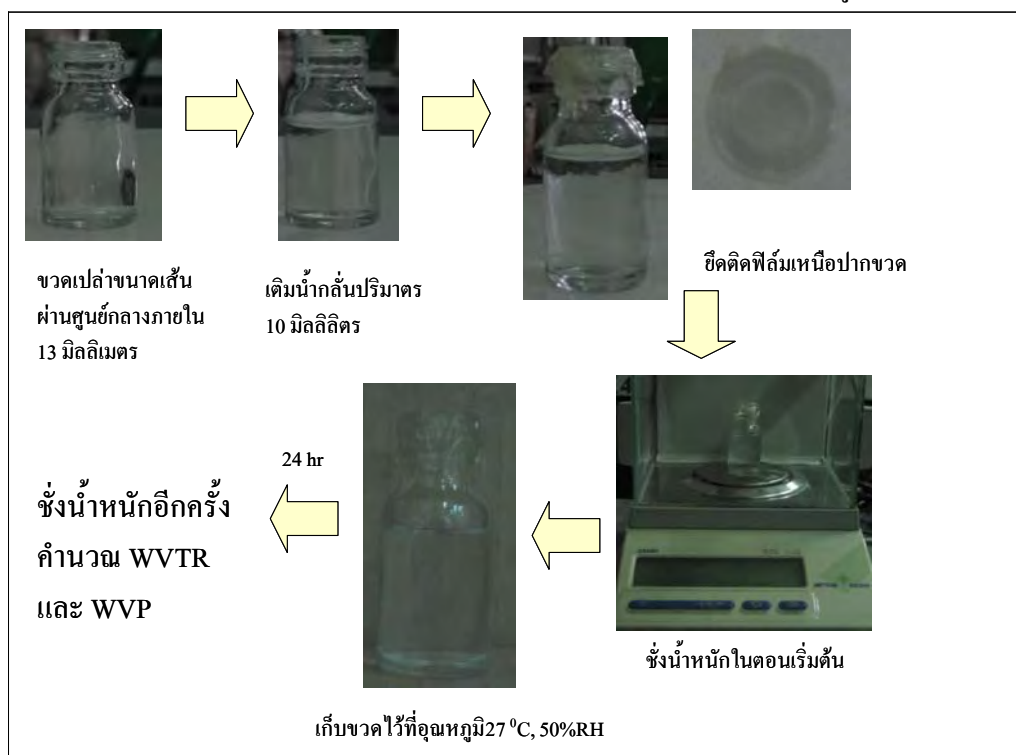 ขวดเปล่าขนาดเส้น
ผ่านศูนย์กลางภายใน
13 มิลลิเมตร
เติมน้ำกลั่นปริมาตร
10 มิลลิลิตร
ยึดติดฟิล์มเหนือปากขวด
ชั่งน้ำหนักในตอนเริ่มต้น
เก็บขวดไว้ที่อุณหภูมิ27 ⁰C, 50%RH
24 hr
ชั่งน้ำหนักอีกครั้ง
คำนวณ WVTR
และ WVP